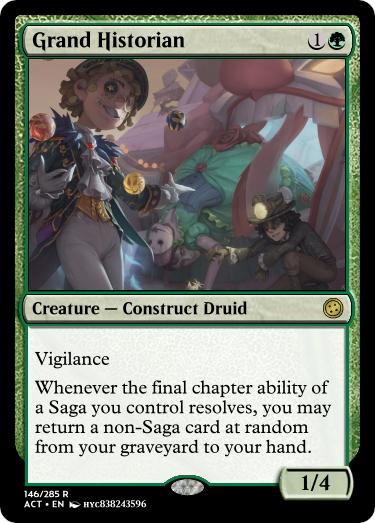 Grand Historian 1
Creature — Construct Druid
Vigilance
Whenever the final chapter ability of
a Saga you control resolves, you may
return a non-Saga card at random
from your graveyard to your hand.
1/4
146/285 R
ACT • EN HYC838243596